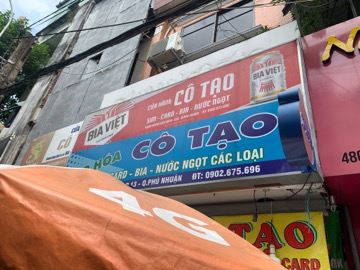 CÔ
BIA VIỆT
CỬA HÀNG
CÔ TẠO
SIM - CARD - BIA - NƯỚC NGỌT
BIA VIỆT
HÓA CÔ TẠO
CARD - BIA - NƯỚC NGỌT CÁC LOẠI
Q.PHÚ NHUẬN ĐT: 0902.675.696
4G
TẠO
CARD